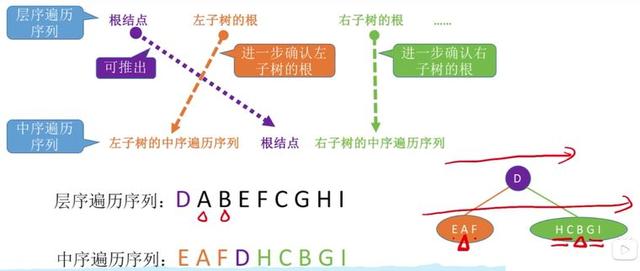 层序遍历
序列
根结点
左子树的根
右子树的根
……
可推出
进一步确认左
子树的根
进一步确认右
子树的根
中序遍历
序列
左子树的中序遍历序列
根结点
右子树的中序遍历序列
层序遍历序列：D A B E F C G H I
D
E A F
H C B G I
中序遍历序列：E A F D H C B G I